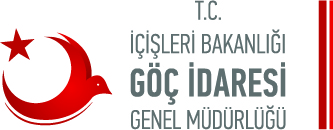 T.C.
İÇİŞLERİ BAKANLIĞI
GÖÇ İDARESİ
GENEL MÜDÜRLÜĞÜ